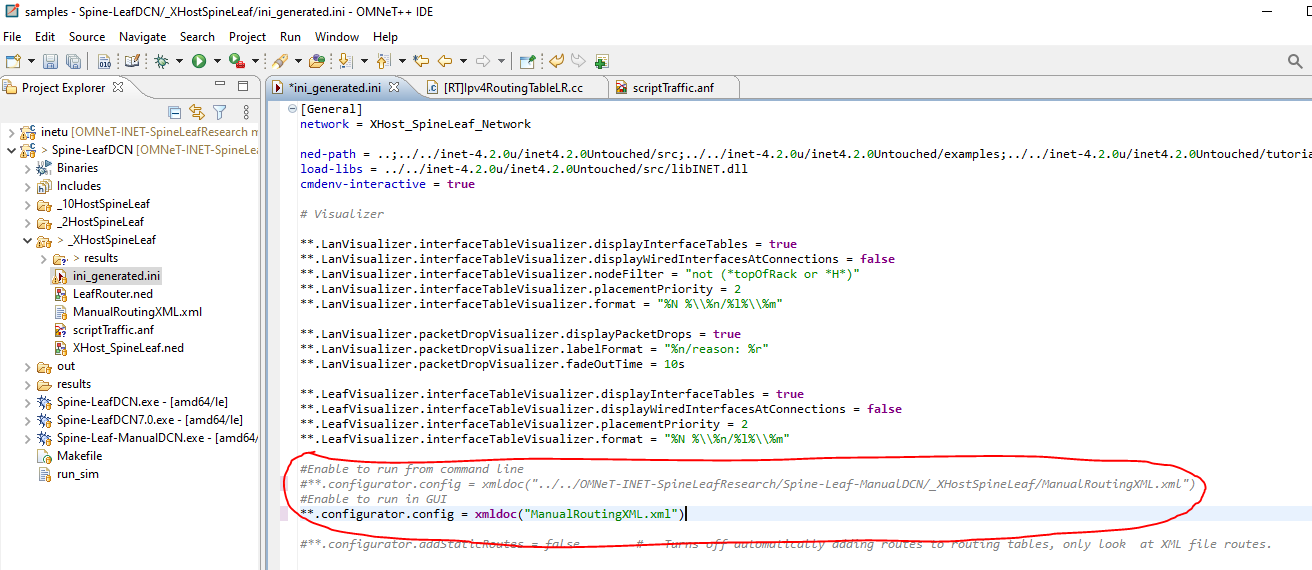 samples - Spine-LeafDCN/_XHostSpineLeaf/ini_generated.ini - OMNeT++ IDE
File Edit Source Navigate Search Project Run Window Help
010
Project Explorer
*ini_generated.ini
[RT]Ipv4RoutingTableLR.cc
scriptTraffic.anf
inetu [OMNeT-INET-SpineLeafResearch m
> Spine-LeafDCN [OMNeT-INET-SpineLea
Binaries
Includes
_10HostSpineLeaf
_2HostSpineLeaf
> _XHostSpineLeaf
> results
ini_generated.ini
LeafRouter.ned
ManualRoutingXML.xml
scriptTraffic.anf
XHost_SpineLeaf.ned
out
results
Spine-LeafDCN.exe - [amd64/le]
Spine-LeafDCN7.0.exe - [amd64/le]
Spine-Leaf-ManualDCN.exe - [amd64/
Makefile
run_sim
[General]
network = XHost_SpineLeaf_Network
ned-path = ..;../../inet-4.2.0u/inet4.2.0Untouched/src;../../inet-4.2.0u/inet4.2.0Untouched/examples;../../inet-4.2.0u/inet4.2.0Untouched/tutoria
load-libs = ../../inet-4.2.0u/inet4.2.0Untouched/src/libINET.dll
cmdenv-interactive = true
# Visualizer
**.LanVisualizer.interfaceTableVisualizer.displayInterfaceTables = true
**.LanVisualizer.interfaceTableVisualizer.displayWiredInterfacesAtConnections = false
**.LanVisualizer.interfaceTableVisualizer.nodeFilter = "not (*topOfRack or *H*)"
**.LanVisualizer.interfaceTableVisualizer.placementPriority = 2
**.LanVisualizer.interfaceTableVisualizer.format = "%N %\\%n/%l%\\%m"
**.LanVisualizer.packetDropVisualizer.displayPacketDrops = true
**.LanVisualizer.packetDropVisualizer.labelFormat = "%n/reason: %r"
**.LanVisualizer.packetDropVisualizer.fadeOutTime = 10s
**.LeafVisualizer.interfaceTableVisualizer.displayInterfaceTables = true
**.LeafVisualizer.interfaceTableVisualizer.displayWiredInterfacesAtConnections = false
**.LeafVisualizer.interfaceTableVisualizer.placementPriority = 2
**.LeafVisualizer.interfaceTableVisualizer.format = "%N %\\%n/%l%\\%m"
#Enable to run from command line
#**.configurator.config = xmldoc("../../OMNeT-INET-SpineLeafResearch/Spine-Leaf-ManualDCN/_XHostSpineLeaf/ManualRoutingXML.xml")
#Enable to run in GUI
**.configurator.config = xmldoc("ManualRoutingXML.xml")
#**.configurator.addStaticRoutes = false # Turns off automatically adding routes to routing tables, only look at XML file routes.